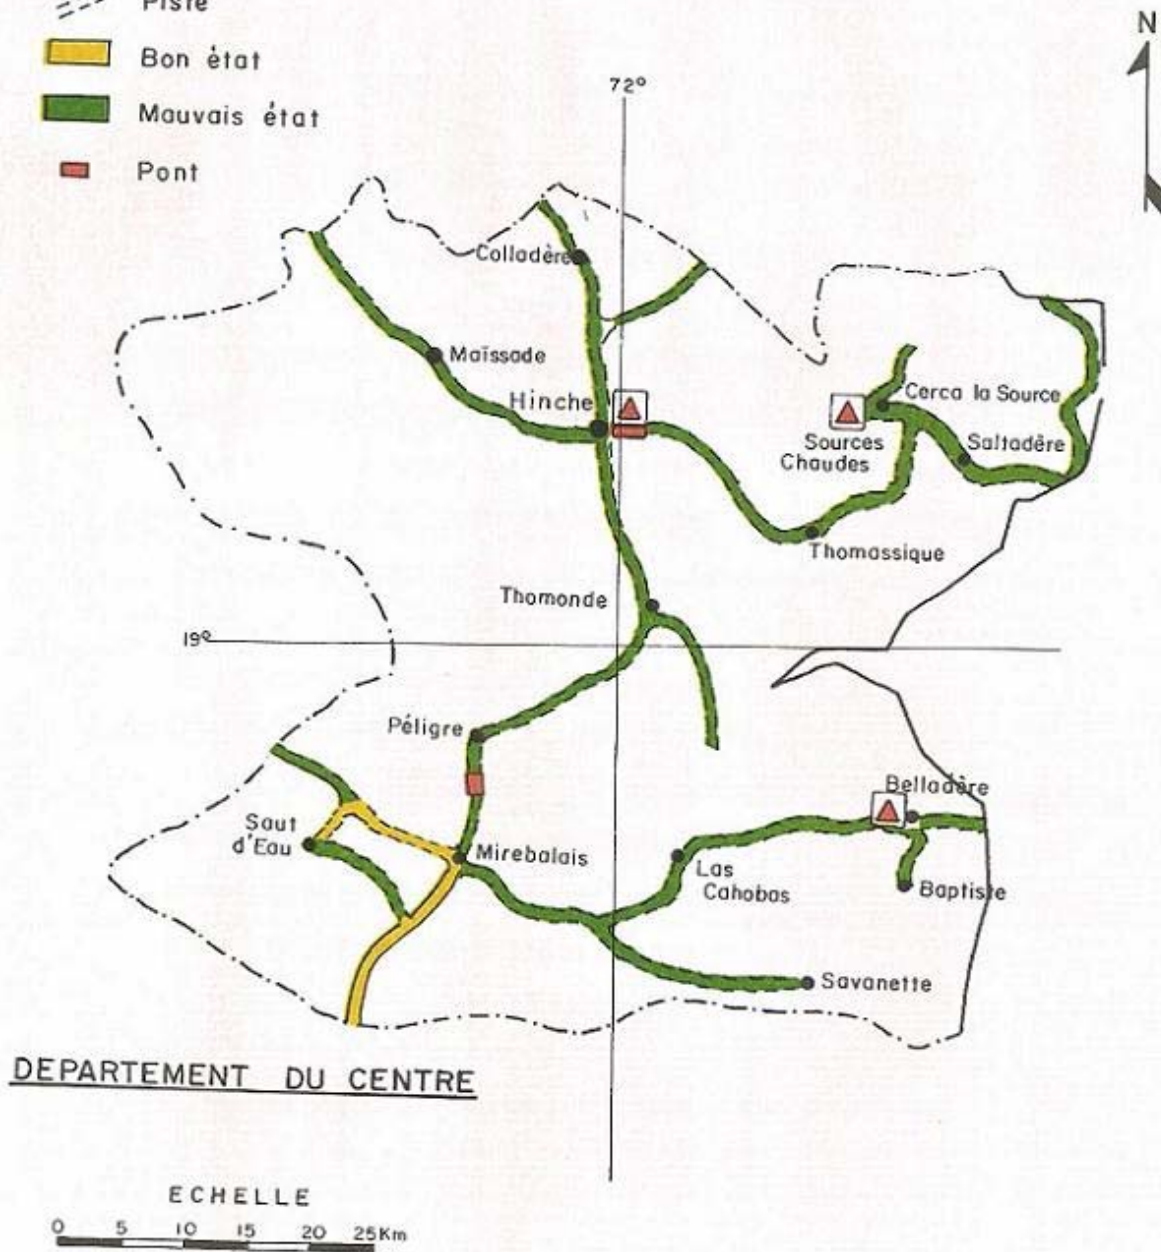 Piste
Bon état
Mauvais état
Pont
72°
N
Colladère
Maïssade
Hinche
Cerca la Source
Sources
Chaudes
Saltadère
Thomassique
Thomonde
19°
Péligre
Belladère
Saut
d'Eau
Mirebalais
Las
Cahobas
Baptiste
Savanette
DEPARTEMENT DU CENTRE
ECHELLE
0 5 10 15 20 25Km